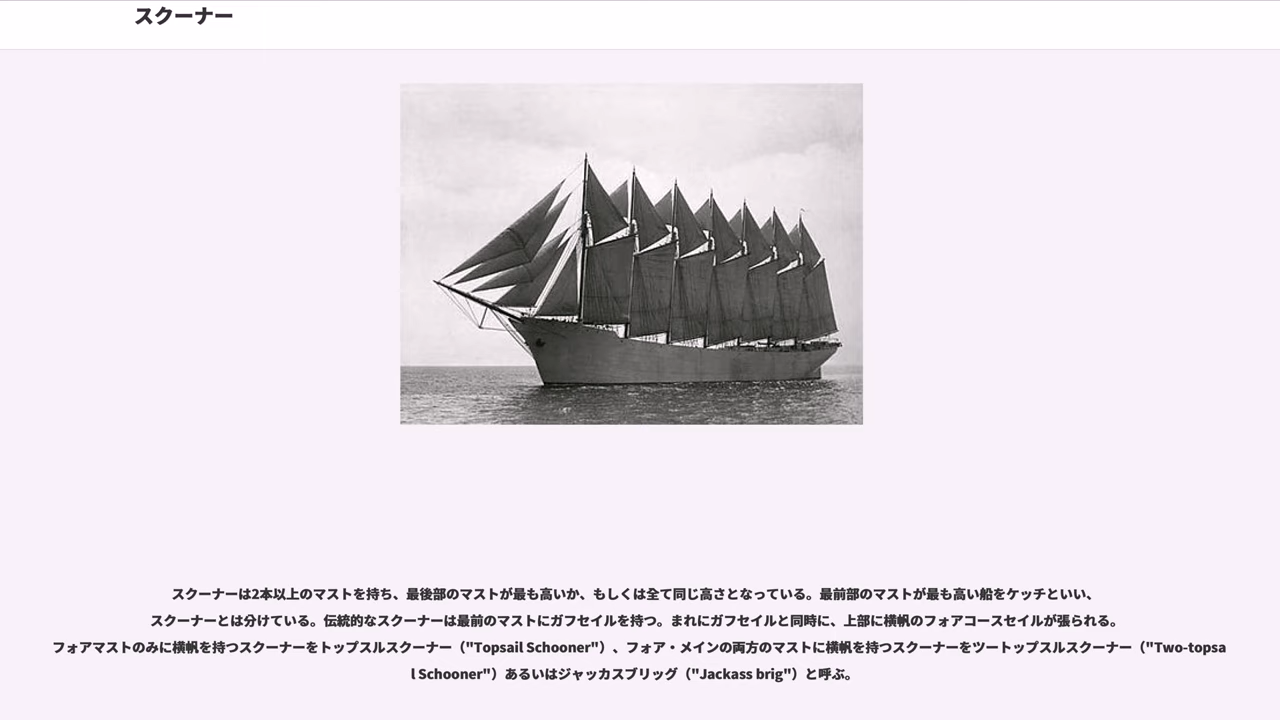 スクーナー
スクーナーは2本以上のマストを持ち、最後部のマストが最も高いか、もしくは全て同じ高さとなっている。最前部のマストが最も高い船をケッチといい、
スクーナーとは分けている。伝統的なスクーナーは最前のマストにガフセイルを持つ。まれにガフセイルと同時に、上部に横帆のフォアコースセイルが張られる。
フォアマストのみに横帆を持つスクーナーをトップスルスクーナー（"Topsail Schooner"）、フォア・メインの両方のマストに横帆を持つスクーナーをツートップスルスクーナー（"Two-topsa
l Schooner"）あるいはジャッカスブリッグ（"Jackass brig"）と呼ぶ。